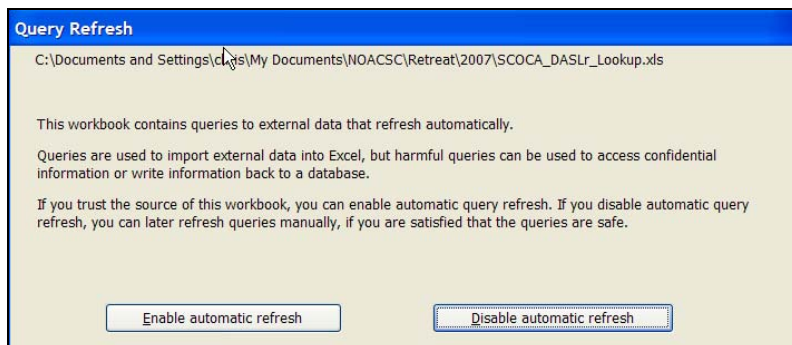 Query Refresh
C:\Documents and Settings\chris\My Documents\NOACSC\Retreat\2007\SCOCA_DASLr_Lookup.xls
This workbook contains queries to external data that refresh automatically.
Queries are used to import external data into Excel, but harmful queries can be used to access confidential
information or write information back to a database.
If you trust the source of this workbook, you can enable automatic query refresh. If you disable automatic query
refresh, you can later refresh queries manually, if you are satisfied that the queries are safe.
Enable automatic refresh
Disable automatic refresh